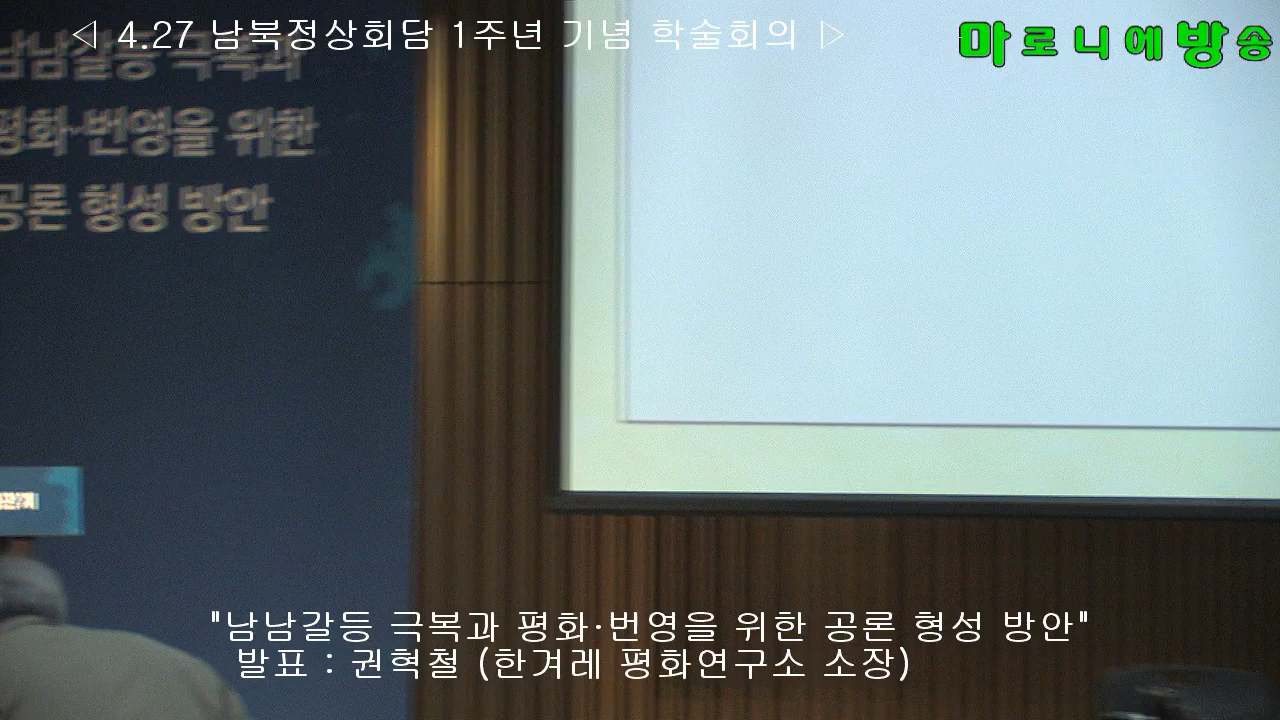 ◁ 4.27 남북정상회담 1주년 기념 학술회의 ▷
마로니에방송
남남갈등 극복과
평화·번영을 위한
공론 형성 방안
"남남갈등 극복과 평화·번영을 위한 공론 형성 방안"
발표 : 권혁철 (한겨레 평화연구소 소장)